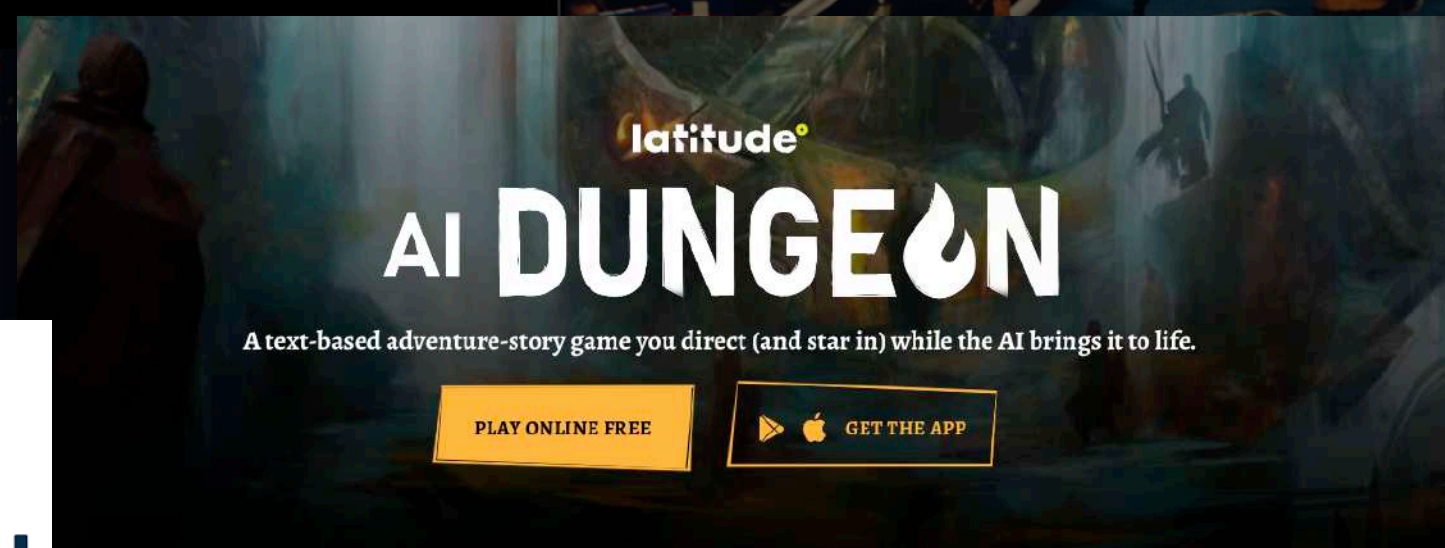 latitude
AI DUNGEON
A text-based adventure-story game you direct (and star in) while the AI brings it to life.
PLAY ONLINE FREE
GET THE APP